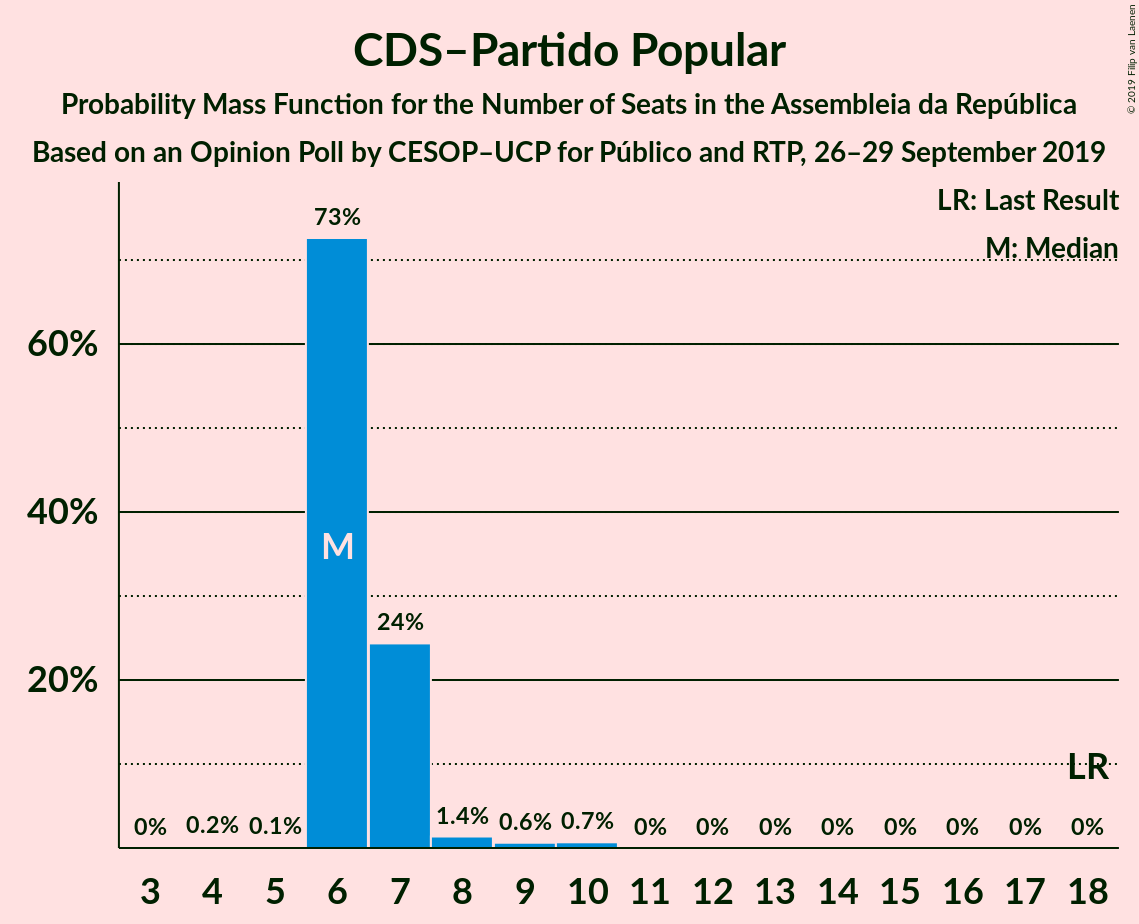 CDS–Partido Popular
Probability Mass Function for the Number of Seats in the Assembleia da República
Based on an Opinion Poll by CESOP–UCP for Público and RTP, 26–29 September 2019
© 2019 Filip van Laenen
LR: Last Result
M: Median
73%
60%
40%
M
24%
20%
LR
0% 0.2% 0.1% 1.4% 0.6% 0.7% 0% 0% 0% 0% 0% 0% 0% 0%
3 4 5 6 7 8 9 10 11 12 13 14 15 16 17 18